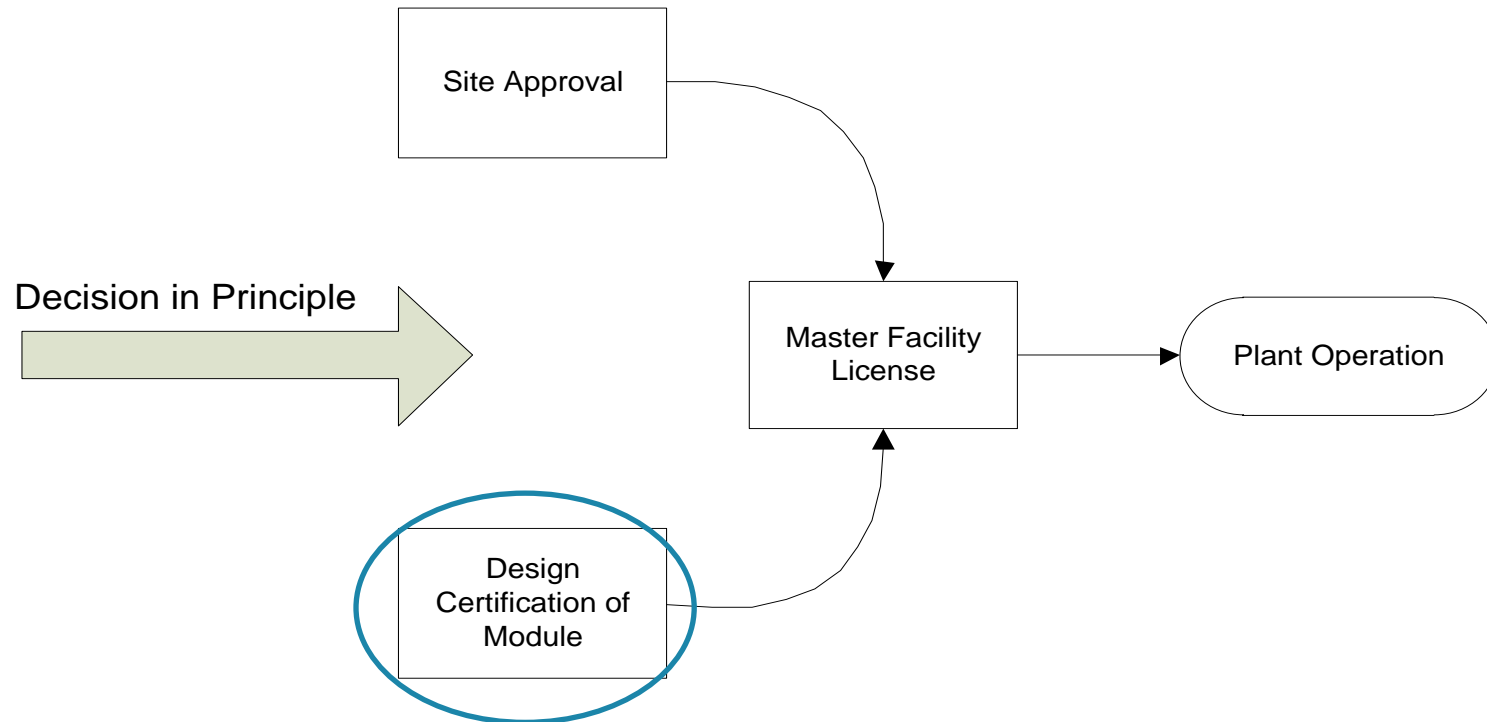 Site Approval
Decision in Principle
Master Facility
License
Plant Operation
Design
Certification of
Module